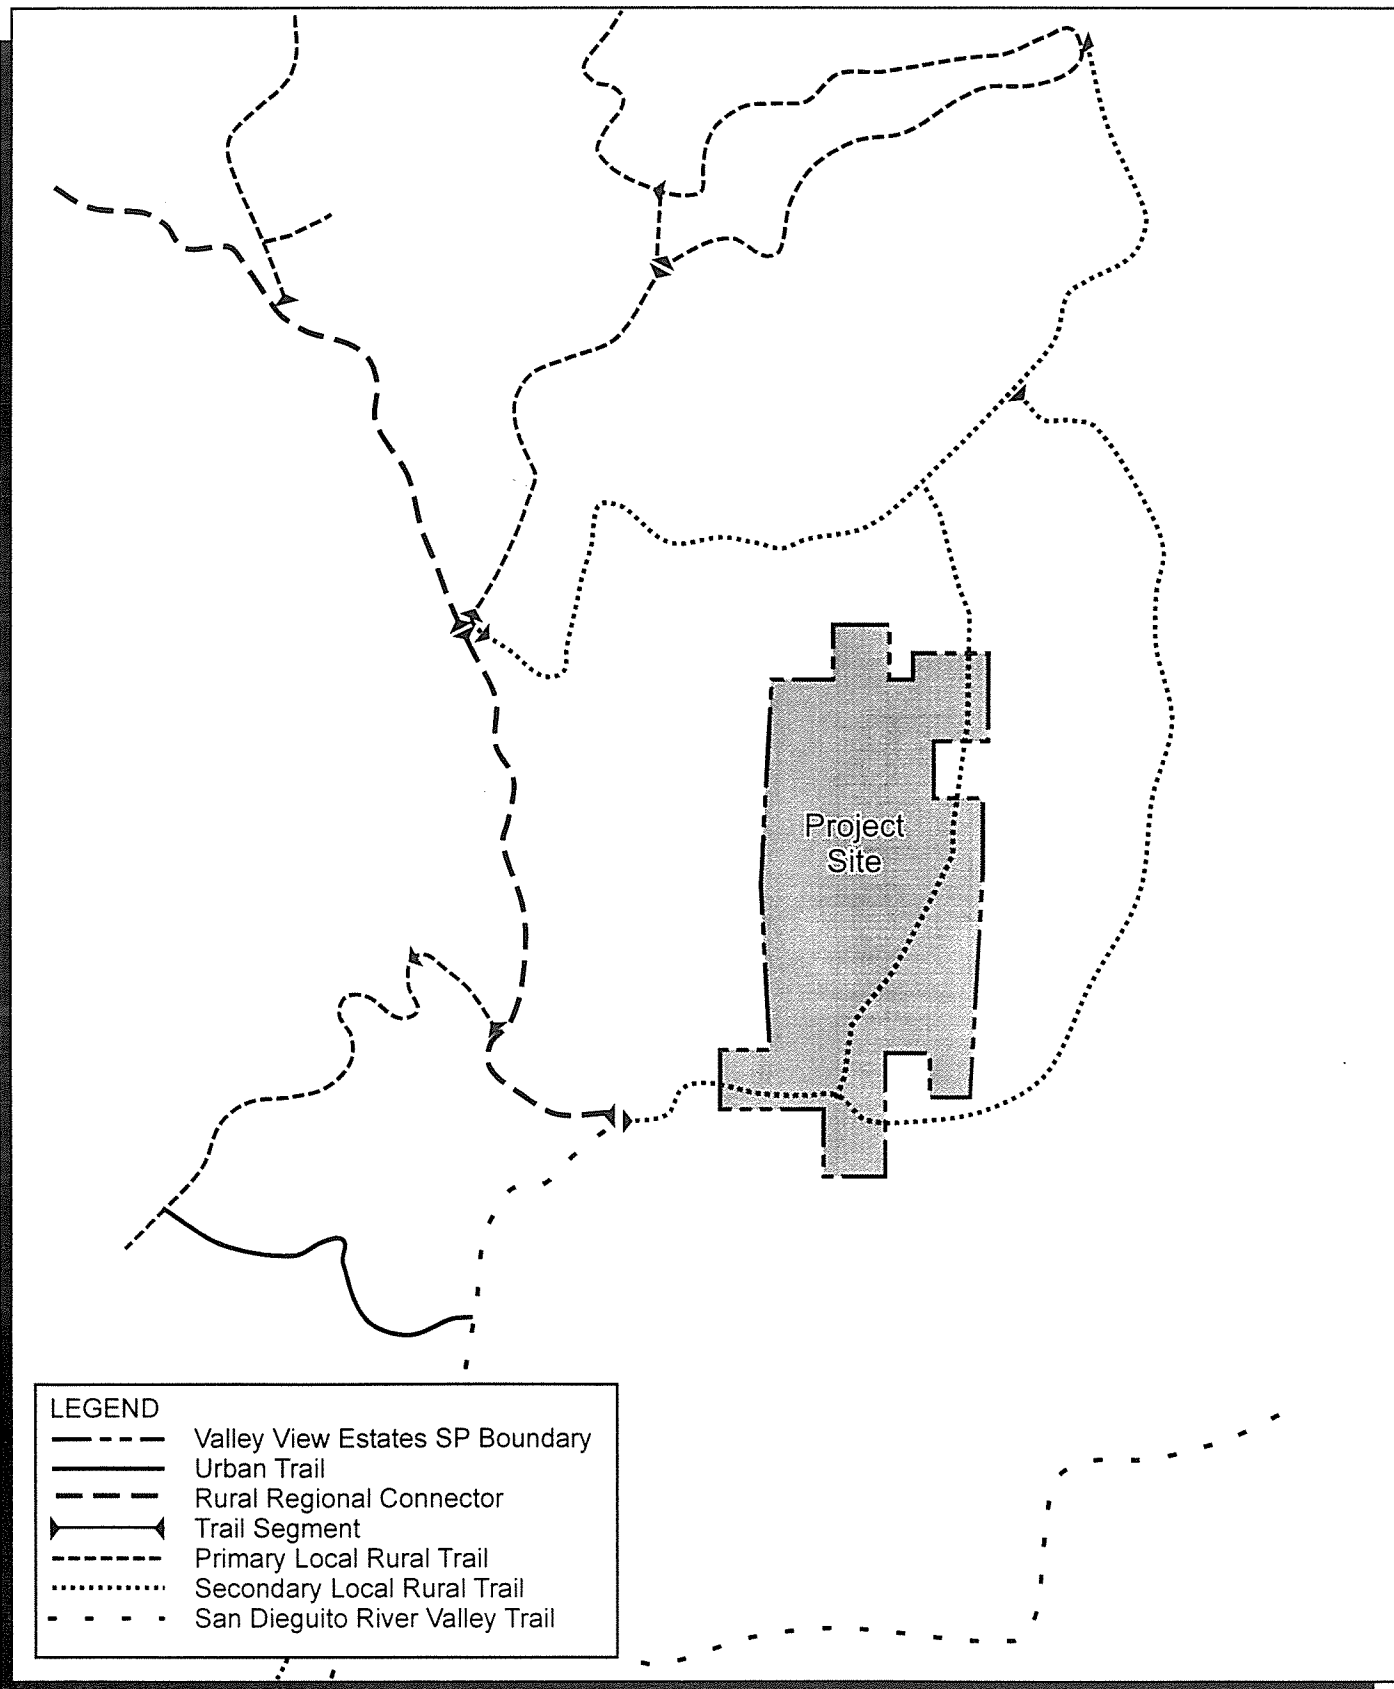 Project
Site
LEGEND
Valley View Estates SP Boundary
Urban Trail
Rural Regional Connector
Trail Segment
Primary Local Rural Trail
Secondary Local Rural Trail
San Dieguito River Valley Trail